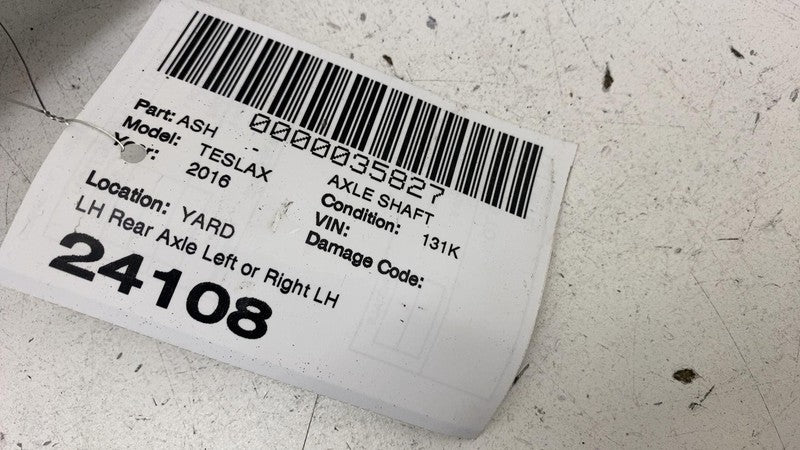 0000035827
Part: ASH - AXLE SHAFT
Model: TESLAX Condition: 131K
Year: 2016 VIN:
Damage Code:
Location: YARD
LH Rear Axle Left or Right LH
24108